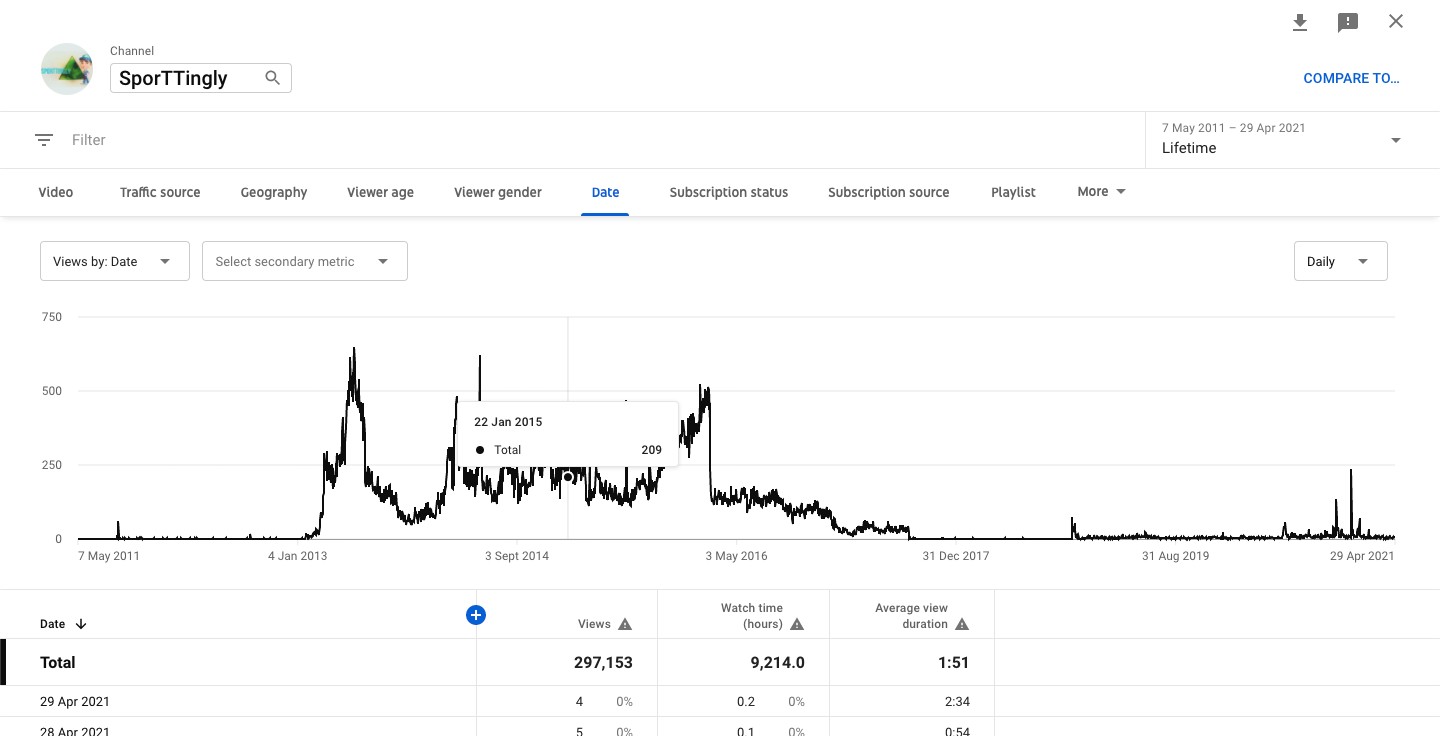 Channel
SporTTingly
COMPARE TO...
Filter
7 May 2011 – 29 Apr 2021
Lifetime
Video Traffic source Geography Viewer age Viewer gender Date Subscription status Subscription source Playlist More
Views by: Date Select secondary metric Daily
750
500
250
0
22 Jan 2015
Total 209
7 May 2011 4 Jan 2013 3 Sept 2014 3 May 2016 31 Dec 2017 31 Aug 2019 29 Apr 2021
Date Views Watch time (hours) Average view duration
Total 297,153 9,214.0 1:51
29 Apr 2021 4 0% 0.2 0% 2:34
28 Apr 2021 5 0% 0.1 0% 0:54